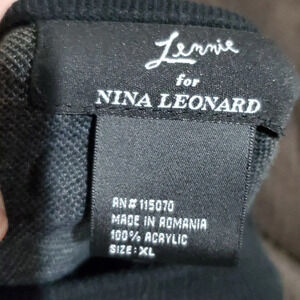 Lennie
for
NINA LEONARD
RN# 115070
MADE IN ROMANIA
100% ACRYLIC
SIZE: XL